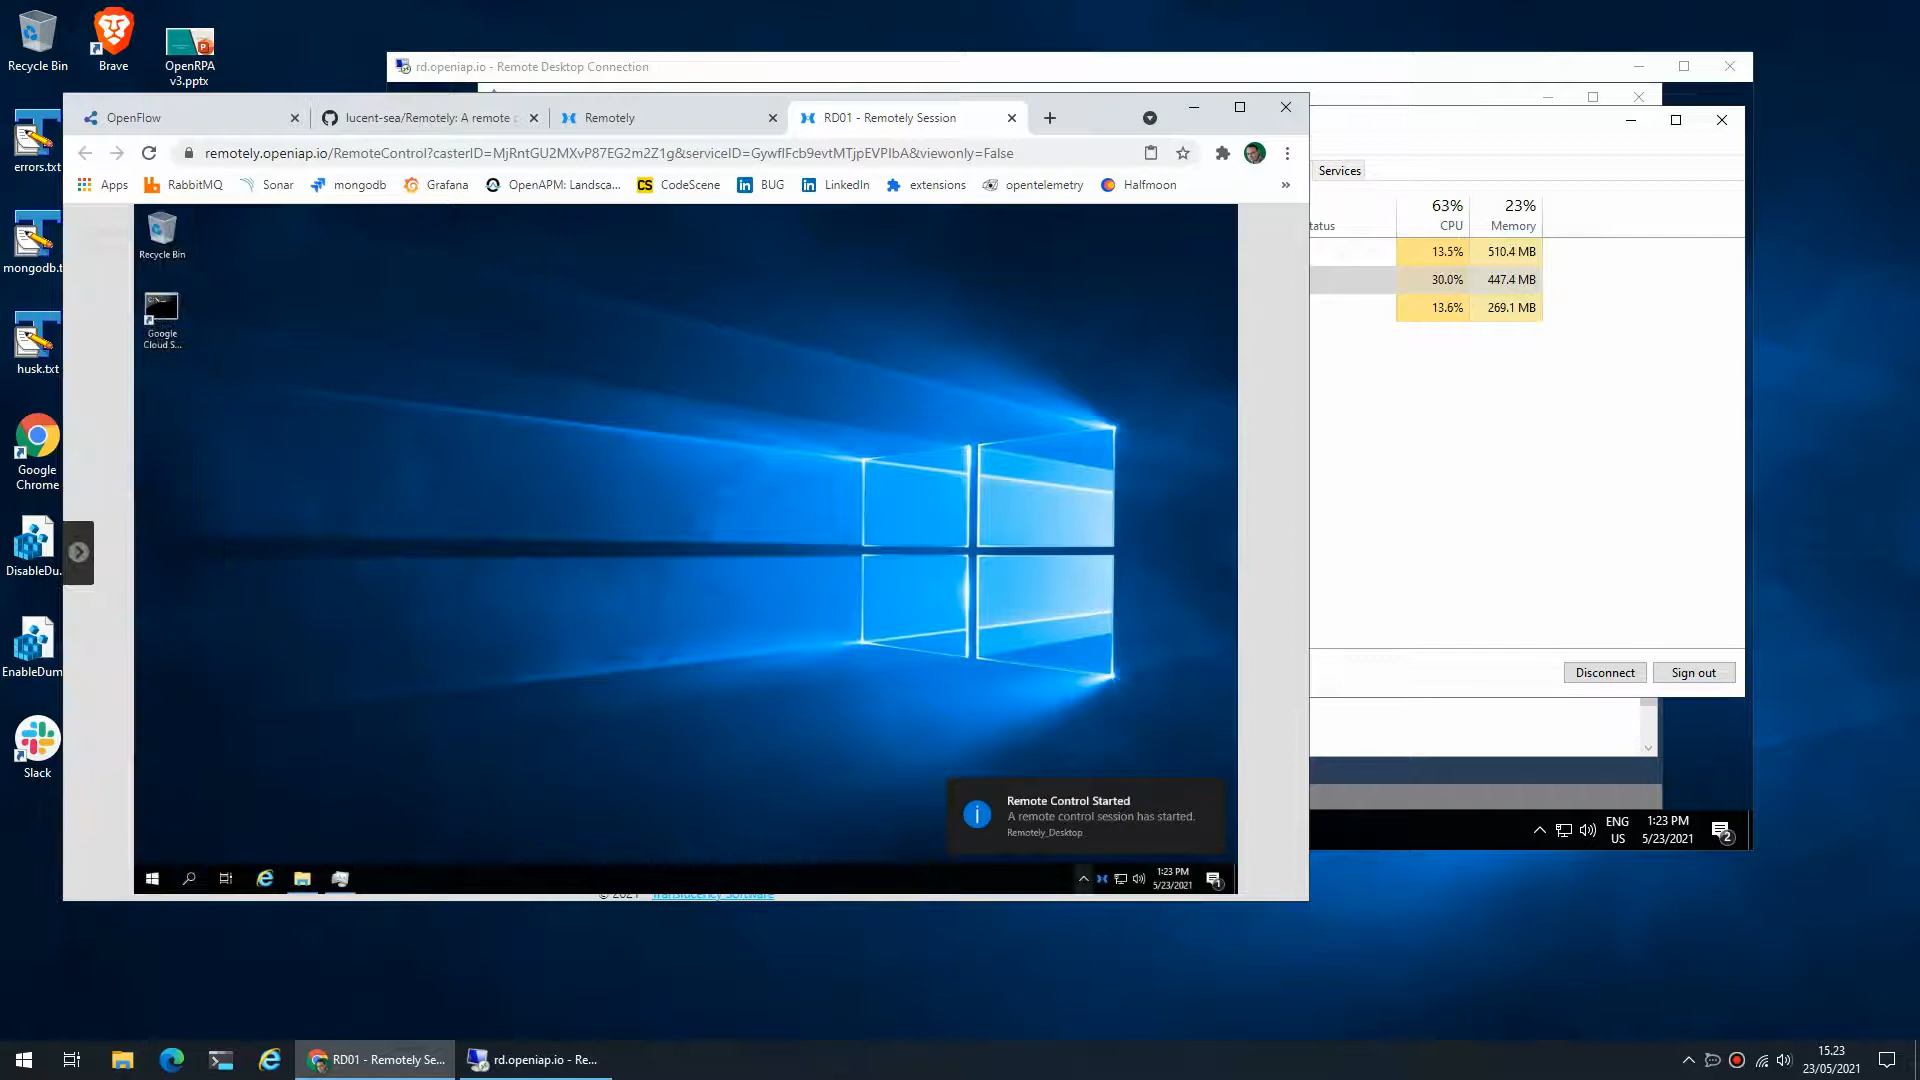 Recycle Bin
Brave
OpenRPA
v3.pptx
errors.txt
mongodb.t
husk.txt
Google
Chrome
DisableDu.
EnableDum
Slack
rd.openiap.io - Remote Desktop Connection
OpenFlow
lucent-sea/Remotely: A remote
Remotely
RD01 - Remotely Session
remotely.openiap.io/RemoteControl?casterID=MjRntGU2MXvP87EG2m2Z1g&serviceID=GywfIFcb9evtMTjpEVPIbA&viewonly=False
Apps
RabbitMQ
Sonar
mongodb
Grafana
OpenAPM: Landsca...
CS
CodeScene
BUG
LinkedIn
extensions
opentelemetry
Halfmoon
»
Recycle Bin
Google
Cloud S...
Remote Control Started
A remote control session has started.
Remotely_Desktop
1:23 PM
5/23/2021
1
© 2021 Translucency Software
Services
63% 23%
tatus CPU Memory
13.5% 510.4 MB
30.0% 447.4 MB
13.6% 269.1 MB
Disconnect
Sign out
ENG
US
1:23 PM
5/23/2021
2
RD01 - Remotely Se...
rd.openiap.io - Re...
15.23
23/05/2021